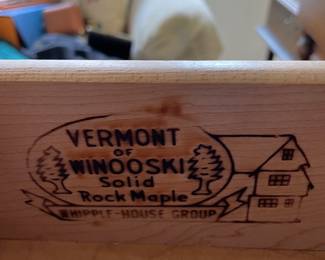 VERMONT
OF
WINOOSKI
Solid
Rock Maple
WHIPPLE-HOUSE GROUP